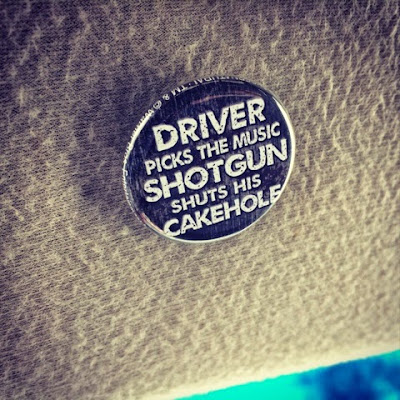 DRIVER
PICKS THE MUSIC
SHOTGUN
SHUTS HIS
CAKEHOLE